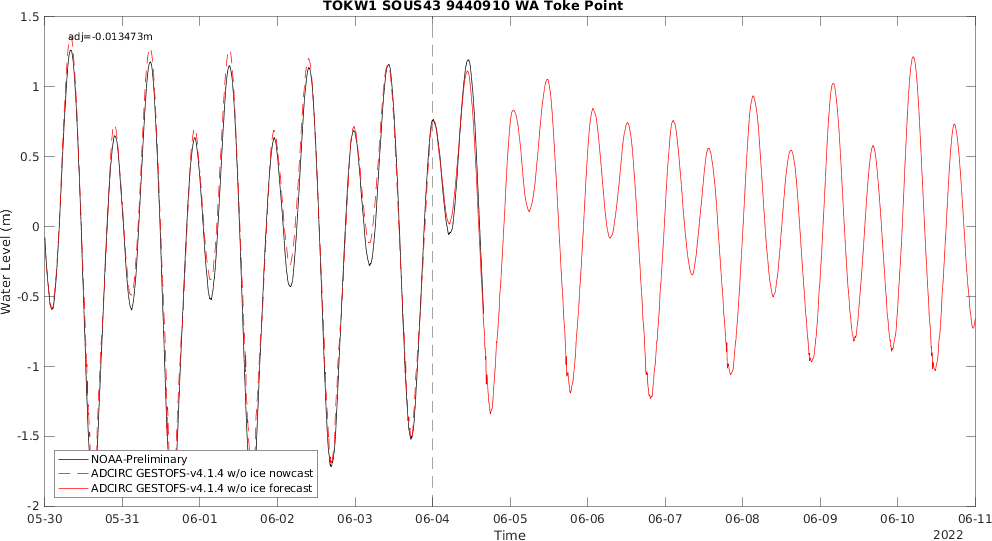 TOKW1 SOUS43 9440910 WA Toke Point
adj=-0.013473m
1.5
1
0.5
0
-0.5
-1
-1.5
-2
Water Level (m)
NOAA-Preliminary
ADCIRC GESTOFS-v4.1.4 w/o ice nowcast
ADCIRC GESTOFS-v4.1.4 w/o ice forecast
05-30 05-31 06-01 06-02 06-03 06-04 06-05 06-06 06-07 06-08 06-09 06-10 06-11
Time
2022